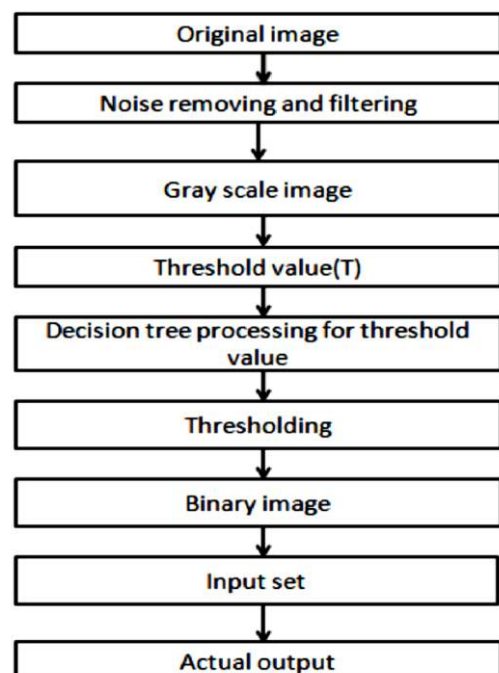 Original image
Noise removing and filtering
Gray scale image
Threshold value(T)
Decision tree processing for threshold
value
Thresholding
Binary image
Input set
Actual output